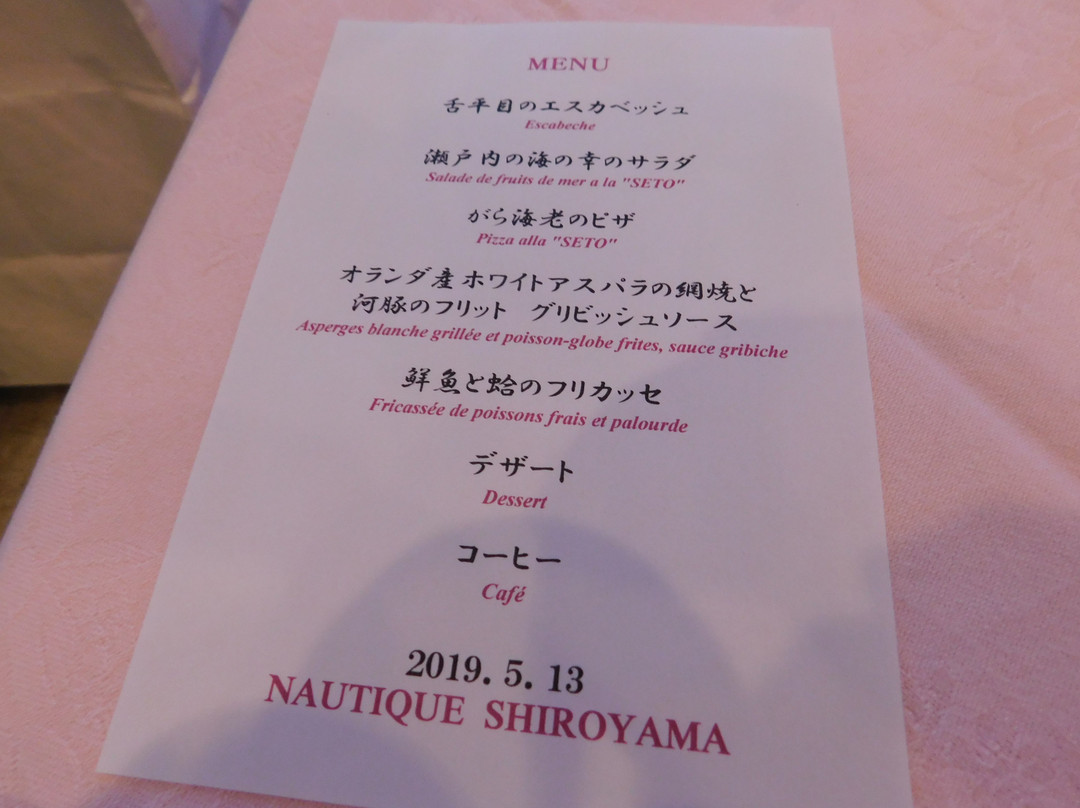 MENU
舌平目のエスカベッシュ
Escabeche
瀬戸内の海の幸のサラダ
Salade de fruits de mer a la "SETO"
がら海老のピザ
Pizza alla "SETO"
オランダ産ホワイトアスパラの網焼と
河豚のフリット グリビッシュソース
Asperges blanche grillée et poisson-globe frites, sauce gribiche
鮮魚と蛤のフリカッセ
Fricassée de poissons frais et palourde
デザート
Dessert
コーヒー
Café
2019. 5. 13
NAUTIQUE SHIROYAMA